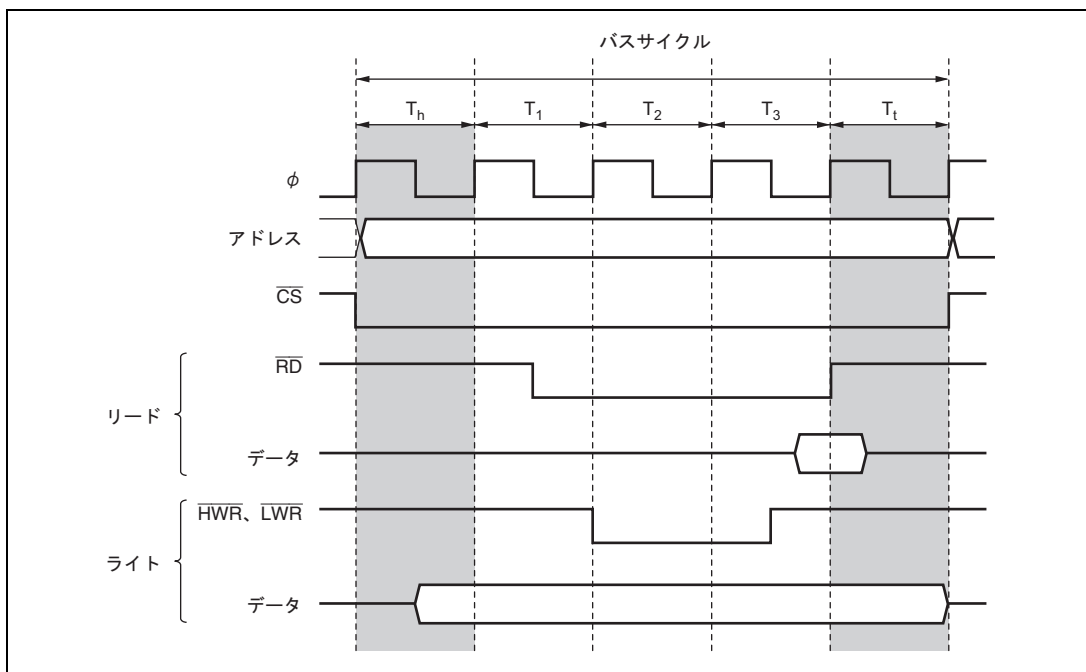 バスサイクル
Th T1 T2 T3 Tt
φ
アドレス
CS
RD
リード
データ
HWR、LWR
ライト
データ